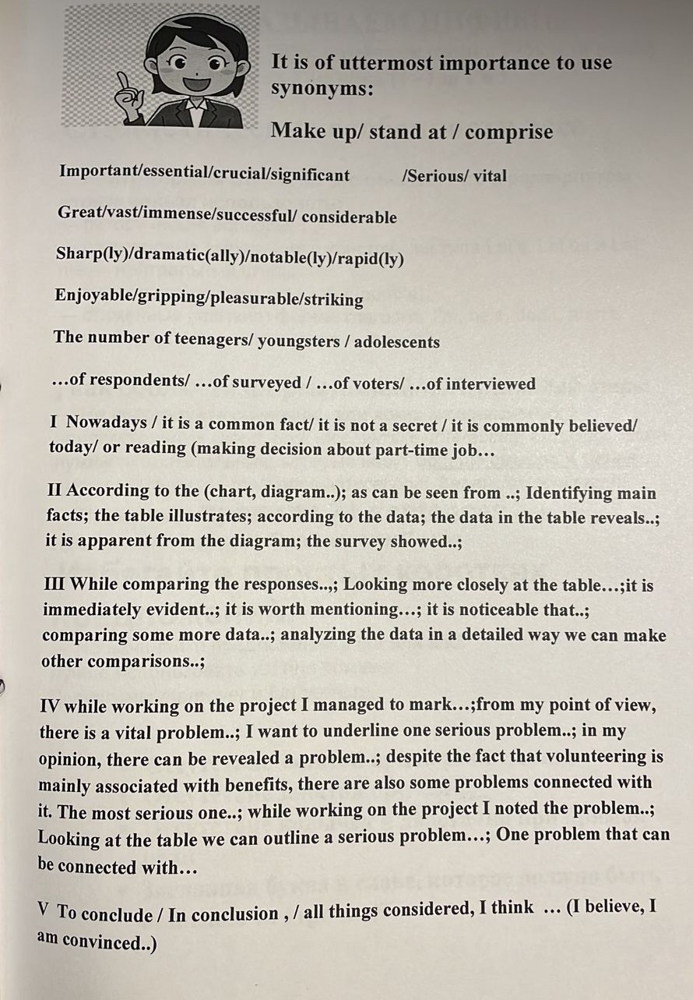 It is of uttermost importance to use
synonyms:
Make up/ stand at / comprise
Important/essential/crucial/significant /Serious/ vital
Great/vast/immense/successful/ considerable
Sharp(ly)/dramatic(ally)/notable(ly)/rapid(ly)
Enjoyable/gripping/pleasurable/striking
The number of teenagers/ youngsters / adolescents
…of respondents/ …of surveyed / …of voters/ …of interviewed
I Nowadays / it is a common fact/ it is not a secret / it is commonly believed/
today/ or reading (making decision about part-time job…
II According to the (chart, diagram..); as can be seen from ..; Identifying main
facts; the table illustrates; according to the data; the data in the table reveals..;
it is apparent from the diagram; the survey showed..;
III While comparing the responses..,; Looking more closely at the table…;it is
immediately evident..; it is worth mentioning…; it is noticeable that..;
comparing some more data..; analyzing the data in a detailed way we can make
other comparisons..;
IV while working on the project I managed to mark…;from my point of view,
there is a vital problem..; I want to underline one serious problem..; in my
opinion, there can be revealed a problem..; despite the fact that volunteering is
mainly associated with benefits, there are also some problems connected with
it. The most serious one..; while working on the project I noted the problem..;
Looking at the table we can outline a serious problem…; One problem that can
be connected with…
V To conclude / In conclusion , / all things considered, I think … (I believe, I
am convinced..)